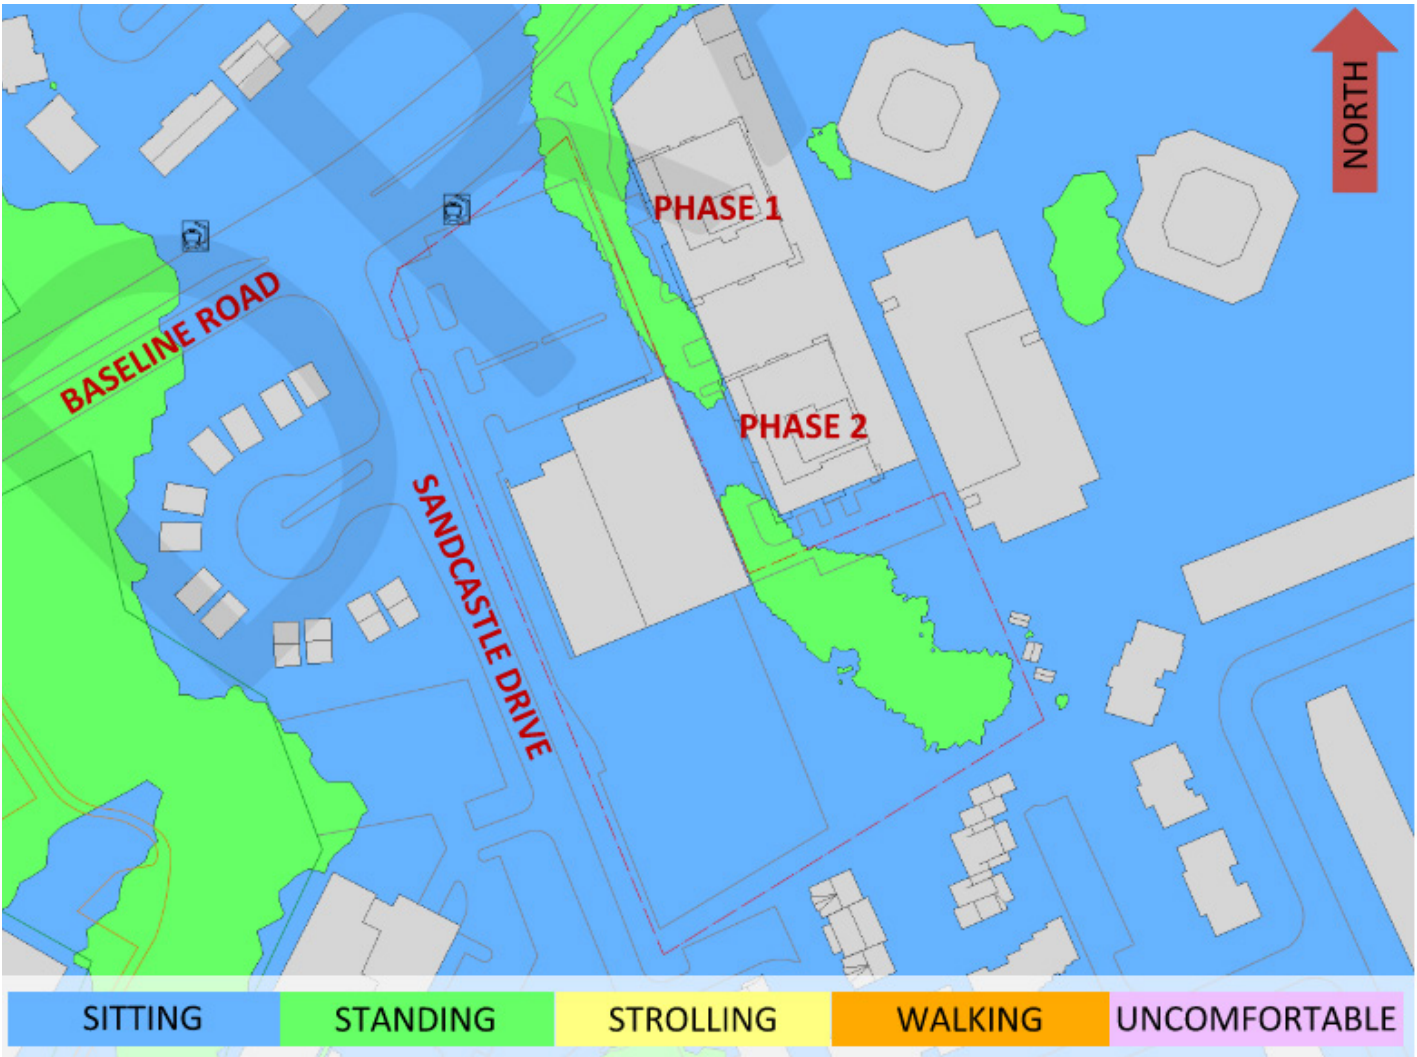 NORTH
PHASE 1
BASELINE ROAD
PHASE 2
SANDCASTLE DRIVE
SITTING
STANDING
STROLLING
WALKING
UNCOMFORTABLE